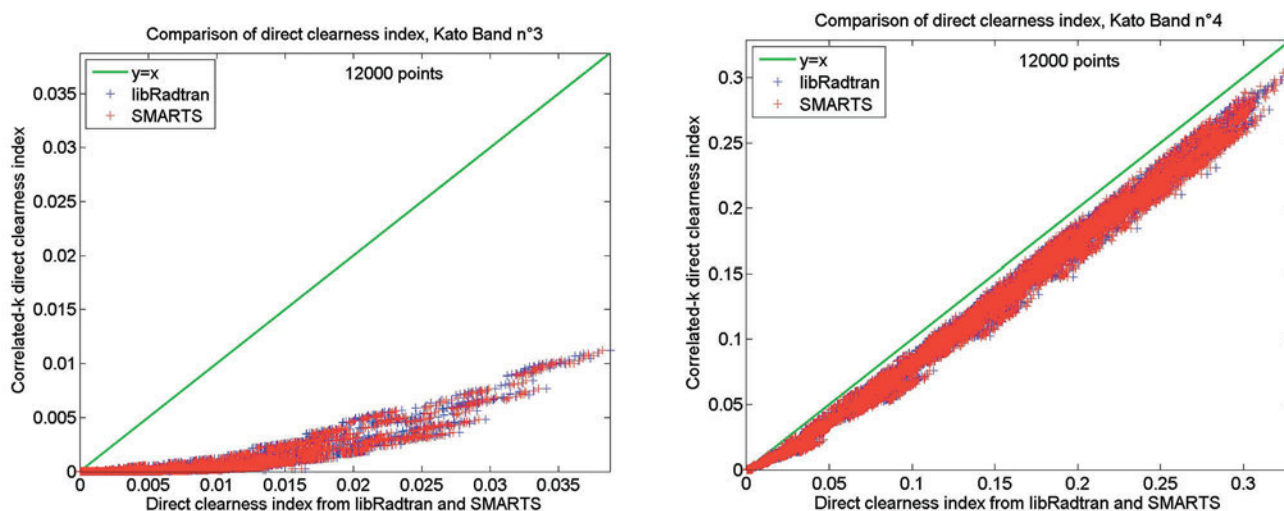 Comparison of direct clearness index, Kato Band n°3
y=x
libRadtran
SMARTS
12000 points
0.035
0.03
0.025
0.02
0.015
0.01
0.005
0
Correlated-k direct clearness index
0 0.005 0.01 0.015 0.02 0.025 0.03 0.035
Direct clearness index from libRadtran and SMARTS
Comparison of direct clearness index, Kato Band n°4
y=x
libRadtran
SMARTS
12000 points
0.3
0.25
0.2
0.15
0.1
0.05
0
Correlated-k direct clearness index
0 0.05 0.1 0.15 0.2 0.25 0.3
Direct clearness index from libRadtran and SMARTS